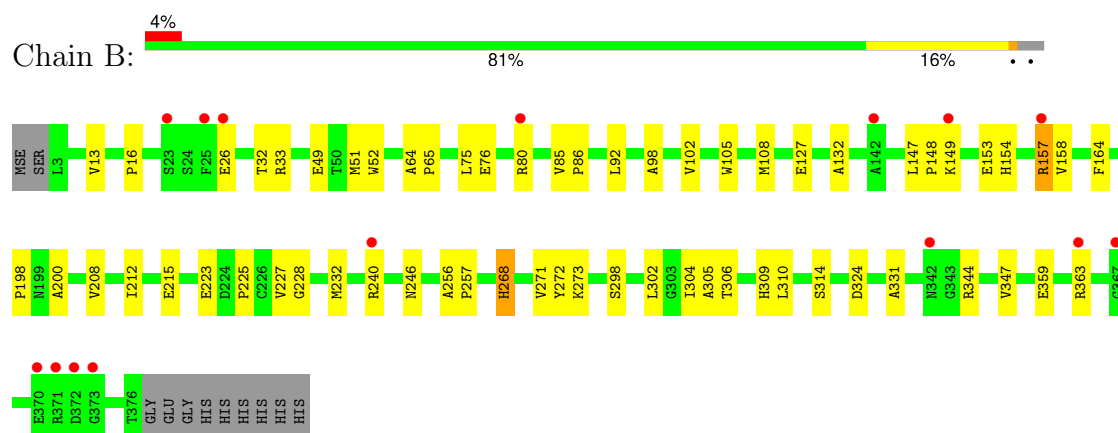 4%
Chain B:
81% 16% • •
MSE SER L3 V13 P16 S23 S24 F25 E26 T32 R33 E49 T50 M51 W52 A64 P65 L75 E76 R80 V85 P86 L92 A98 V102 W105 M108 E127 A132 A142 L147 P148 K149 E153 H154 R157 V158 F164
P198 N199 A200 V208 I212 E215 E223 D224 P225 C226 V227 G228 M232 R240 N246 A256 P257 H268 V271 Y272 K273 S298 L302 G303 I304 A305 T306 H309 L310 S314 D324 A331 N342 G343 R344 V347 E359 R363
E370 R371 D372 G373 T376 GLY GLU GLY HIS HIS HIS HIS HIS HIS